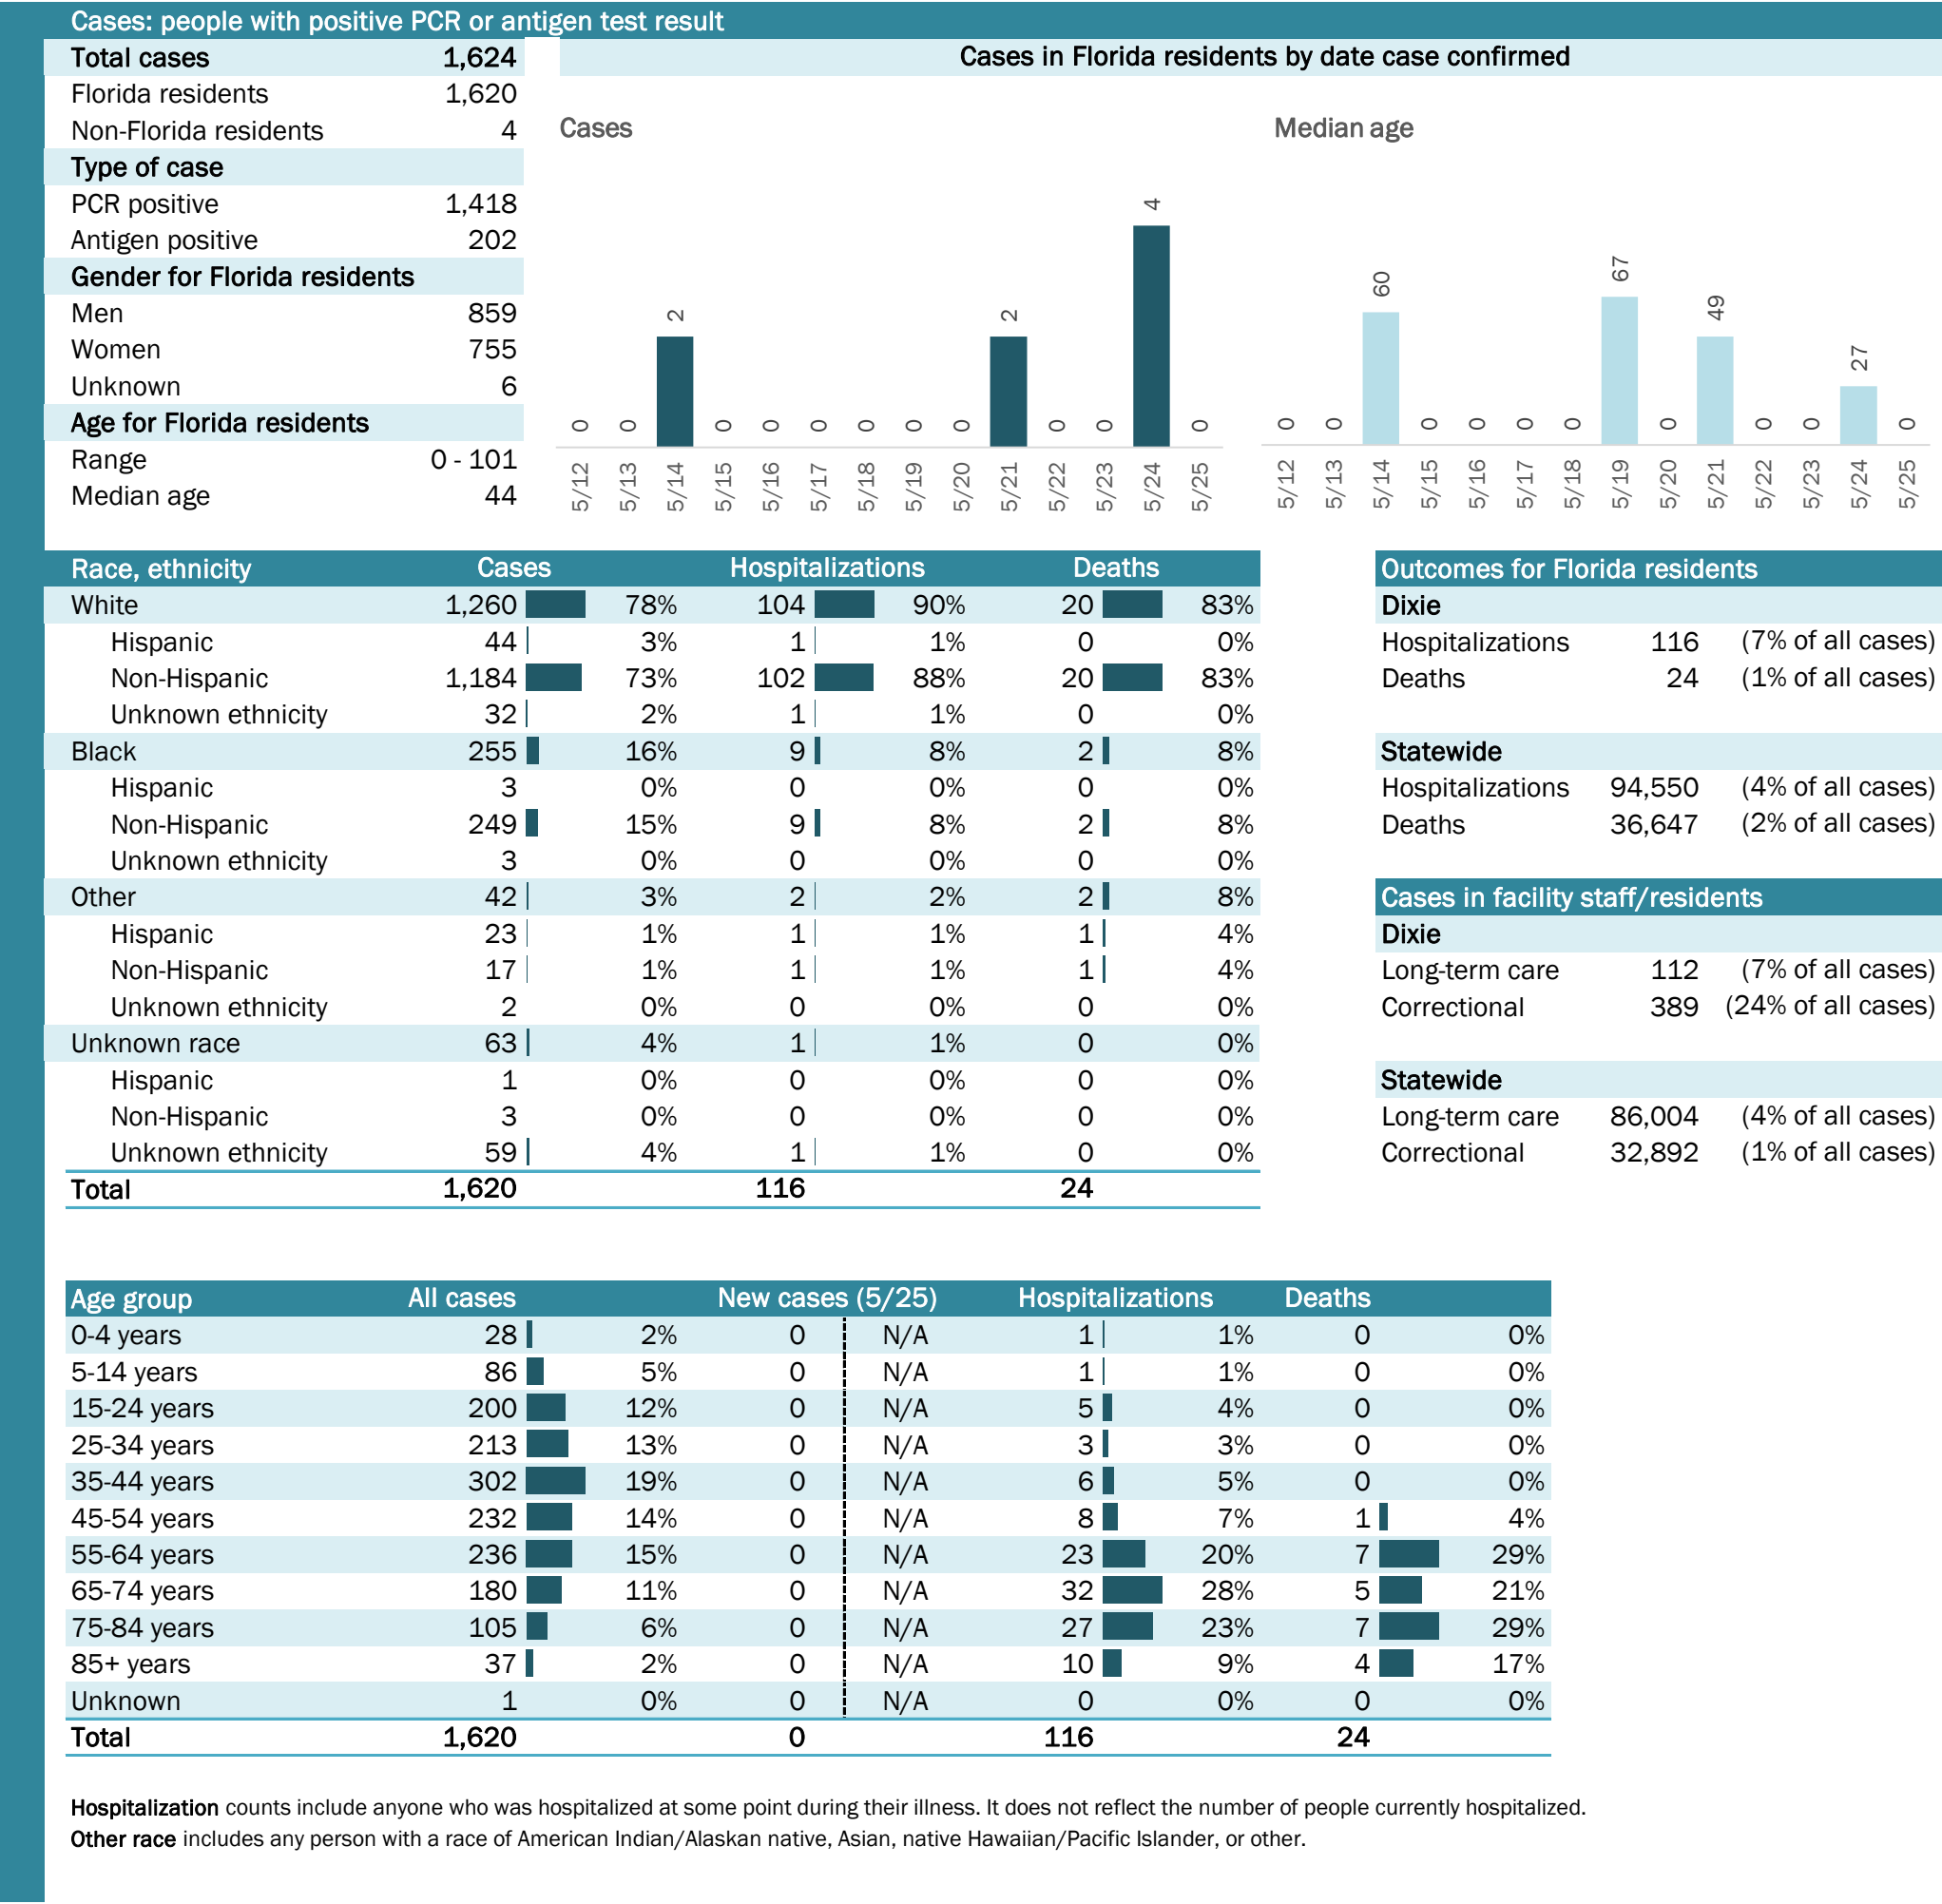 Cases: people with positive PCR or antigen test result
Total cases 1,624
Florida residents 1,620
Non-Florida residents 4
Type of case
PCR positive 1,418
Antigen positive 202
Gender for Florida residents
Men 859
Women 755
Unknown 6
Age for Florida residents
Range 0 - 101
Median age 44
Cases in Florida residents by date case confirmed
Cases
0 0 2 0 0 0 0 0 0 2 0 0 4 0
5/12 5/13 5/14 5/15 5/16 5/17 5/18 5/19 5/20 5/21 5/22 5/23 5/24 5/25
Median age
0 0 60 0 0 0 0 67 0 49 0 0 27 0
5/12 5/13 5/14 5/15 5/16 5/17 5/18 5/19 5/20 5/21 5/22 5/23 5/24 5/25
Race, ethnicity Cases Hospitalizations Deaths
White 1,260 78% 104 90% 20 83%
Hispanic 44 3% 1 1% 0 0%
Non-Hispanic 1,184 73% 102 88% 20 83%
Unknown ethnicity 32 2% 1 1% 0 0%
Black 255 16% 9 8% 2 8%
Hispanic 3 0% 0 0% 0 0%
Non-Hispanic 249 15% 9 8% 2 8%
Unknown ethnicity 3 0% 0 0% 0 0%
Other 42 3% 2 2% 2 8%
Hispanic 23 1% 1 1% 1 4%
Non-Hispanic 17 1% 1 1% 1 4%
Unknown ethnicity 2 0% 0 0% 0 0%
Unknown race 63 4% 1 1% 0 0%
Hispanic 1 0% 0 0% 0 0%
Non-Hispanic 3 0% 0 0% 0 0%
Unknown ethnicity 59 4% 1 1% 0 0%
Total 1,620 116 24
Outcomes for Florida residents
Dixie
Hospitalizations 116 (7% of all cases)
Deaths 24 (1% of all cases)
Statewide
Hospitalizations 94,550 (4% of all cases)
Deaths 36,647 (2% of all cases)
Cases in facility staff/residents
Dixie
Long-term care 112 (7% of all cases)
Correctional 389 (24% of all cases)
Statewide
Long-term care 86,004 (4% of all cases)
Correctional 32,892 (1% of all cases)
Age group All cases New cases (5/25) Hospitalizations Deaths
0-4 years 28 2% 0 N/A 1 1% 0 0%
5-14 years 86 5% 0 N/A 1 1% 0 0%
15-24 years 200 12% 0 N/A 5 4% 0 0%
25-34 years 213 13% 0 N/A 3 3% 0 0%
35-44 years 302 19% 0 N/A 6 5% 0 0%
45-54 years 232 14% 0 N/A 8 7% 1 4%
55-64 years 236 15% 0 N/A 23 20% 7 29%
65-74 years 180 11% 0 N/A 32 28% 5 21%
75-84 years 105 6% 0 N/A 27 23% 7 29%
85+ years 37 2% 0 N/A 10 9% 4 17%
Unknown 1 0% 0 N/A 0 0% 0 0%
Total 1,620 0 116 24
Hospitalization counts include anyone who was hospitalized at some point during their illness. It does not reflect the number of people currently hospitalized.
Other race includes any person with a race of American Indian/Alaskan native, Asian, native Hawaiian/Pacific Islander, or other.